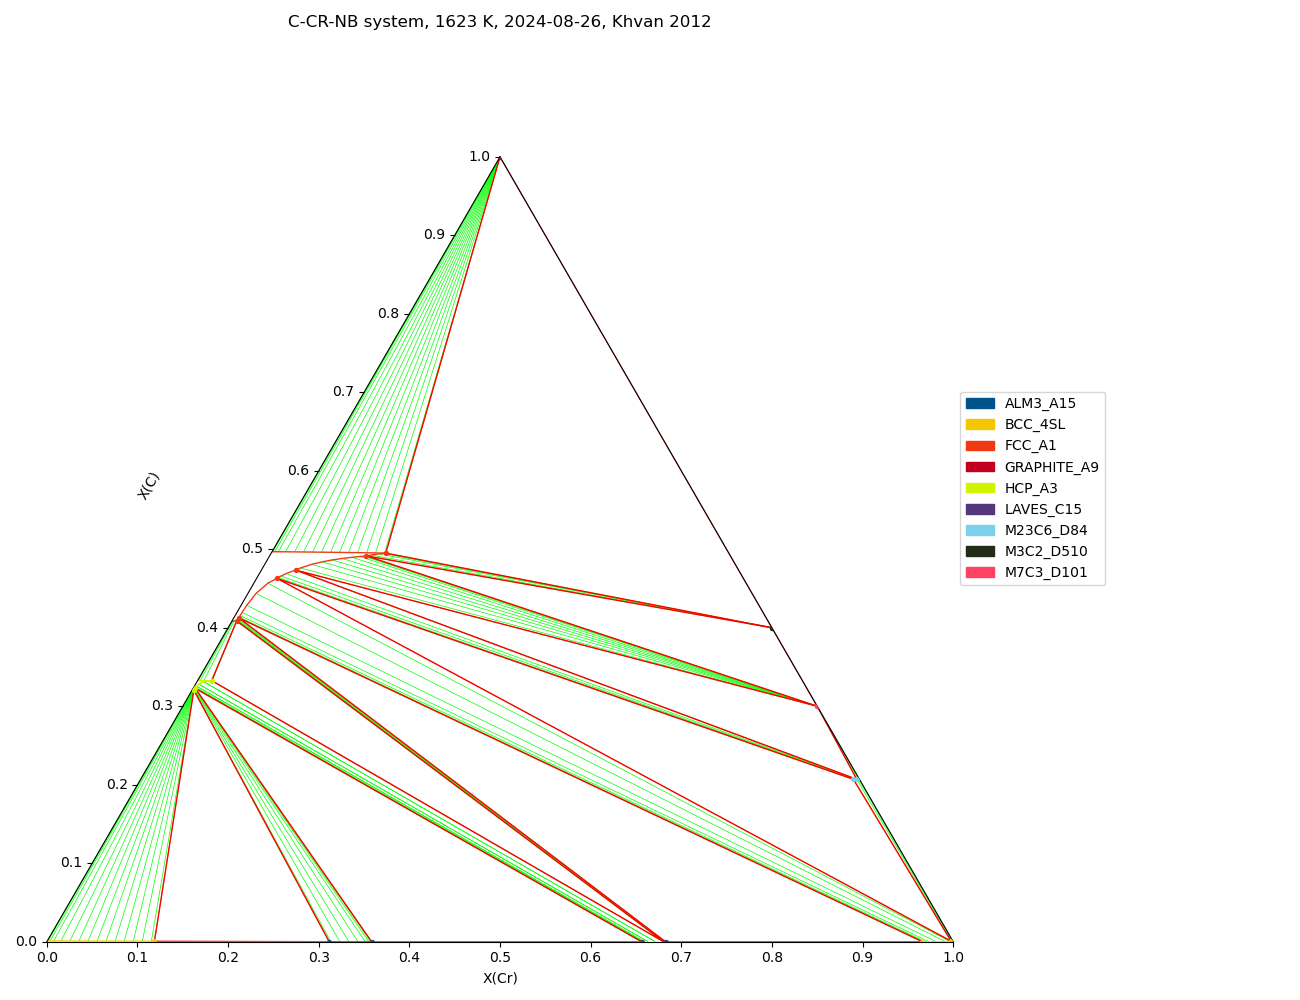 C-CR-NB system, 1623 K, 2024-08-26, Khvan 2012
1.0
0.9
0.8
0.7
0.6
0.5
0.4
0.3
0.2
0.1
0.0
X(C)
0.0 0.1 0.2 0.3 0.4 0.5 0.6 0.7 0.8 0.9 1.0
X(Cr)
ALM3_A15
BCC_4SL
FCC_A1
GRAPHITE_A9
HCP_A3
LAVES_C15
M23C6_D84
M3C2_D510
M7C3_D101